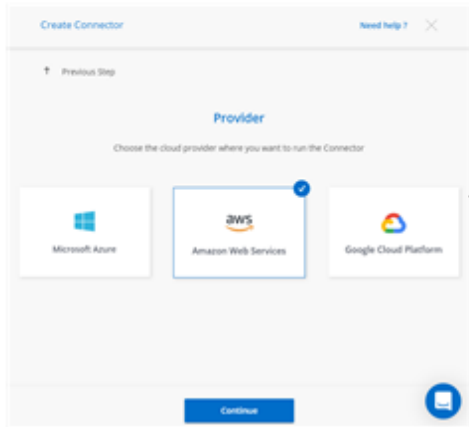 Create Connector
Need help ?
Previous Step
Provider
Choose the cloud provider where you want to run the Connector
aws
Microsoft Azure
Amazon Web Services
Google Cloud Platform
Continue